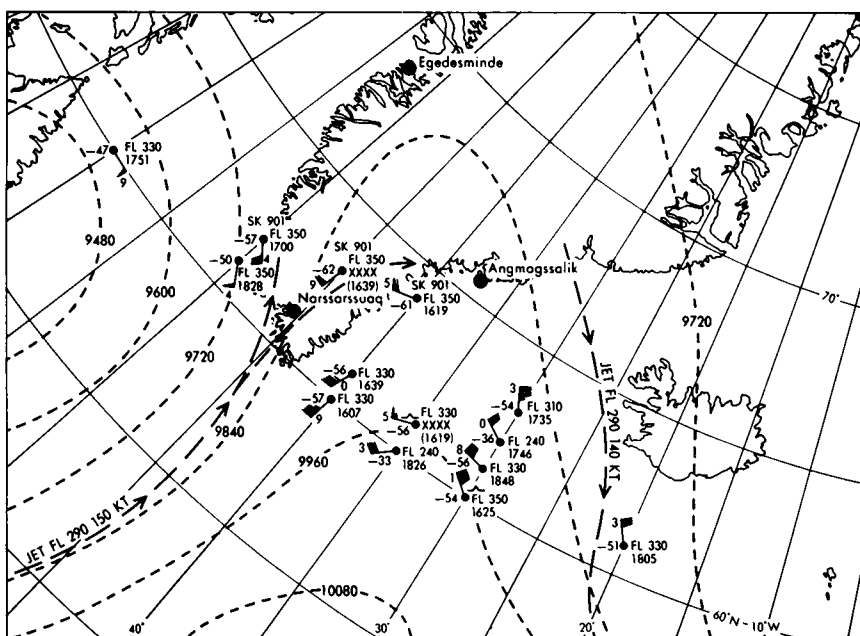 Egedesminde
-47 FL 330
1751
9
SK 901
-57 FL 350
1700
-50
FL 350
1828
9480
9600
9720
9840
9960
10080
SK 901
FL 350
-62 XXXX
9 (1639)
Narssarssuaq
Angmagssalik
5 SK 901
-61 FL 350
1619
70°
9720
-56 FL 330
0 1639
-57 FL 330
9 1607
5 FL 330
-56 XXXX
(1619)
3 FL 240
-33 1826
3 FL 310
-54 1735
0 FL 240
-36 1746
8 FL 330
-56 1848
1 FL 350
-54 1625
3
-51 FL 330
1805
JET FL 290 140 KT
JET FL 290 150 KT
40°
30°
20°
60°N-10°W